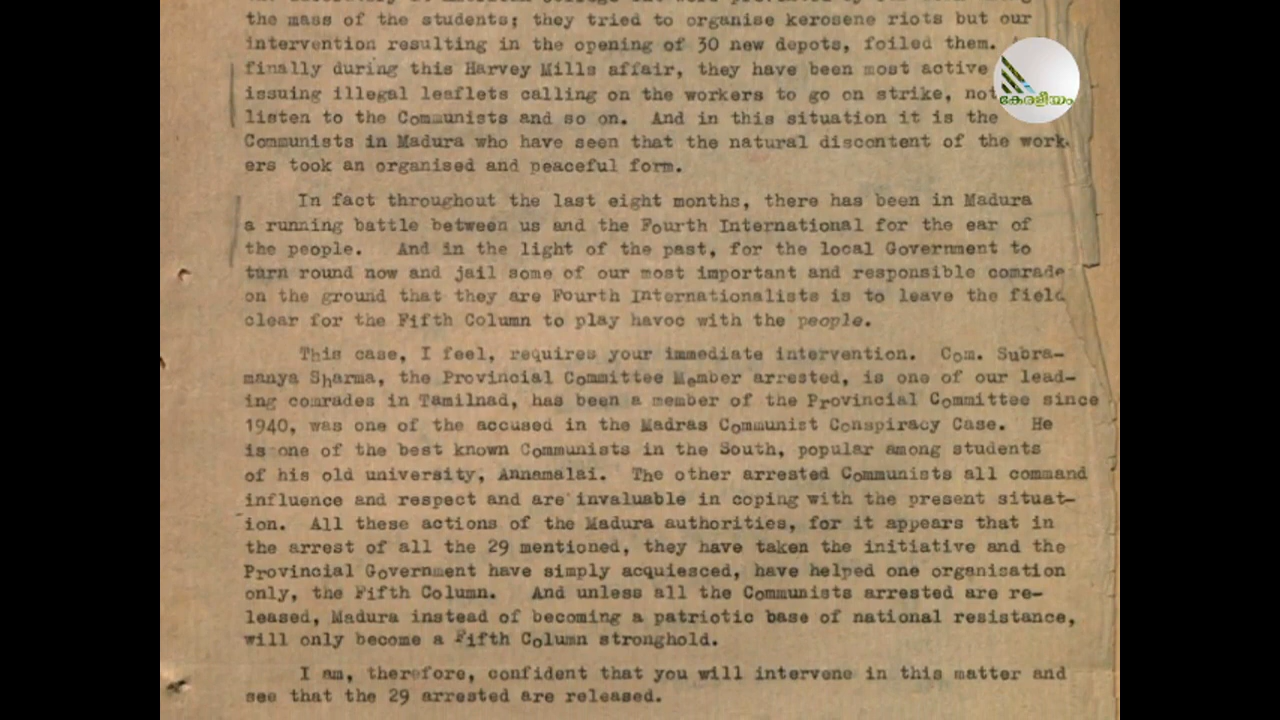 the mass of the students; they tried to organise kerosene riots but our
intervention resulting in the opening of 30 new depots, foiled them.
finally during this Harvey Mills affair, they have been most active
issuing illegal leaflets calling on the workers to go on strike, not
listen to the Communists and so on. And in this situation it is the
Communists in Madura who have seen that the natural discontent of the work-
ers took an organised and peaceful form.
In fact throughout the last eight months, there has been in Madura
a running battle between us and the Fourth International for the ear of
the people. And in the light of the past, for the local Government to
turn round now and jail some of our most important and responsible comrade
on the ground that they are Fourth Internationalists is to leave the field
clear for the Fifth Column to play havoc with the people.
This case, I feel, requires your immediate intervention. Com. Subra-
manya Sharma, the Provincial Committee Member arrested, is one of our lead-
ing comrades in Tamilnad, has been a member of the Provincial Committee since
1940, was one of the accused in the Madras Communist Conspiracy Case. He
is one of the best known Communists in the South, popular among students
of his old university, Annamalai. The other arrested Communists all command
influence and respect and are invaluable in coping with the present situat-
ion. All these actions of the Madura authorities, for it appears that in
the arrest of all the 29 mentioned, they have taken the initiative and the
Provincial Government have simply acquiesced, have helped one organisation
only, the Fifth Column. And unless all the Communists arrested are re-
leased, Madura instead of becoming a patriotic base of national resistance,
will only become a Fifth Column stronghold.
I am, therefore, confident that you will intervene in this matter and
see that the 29 arrested are released.
കേരളീയം